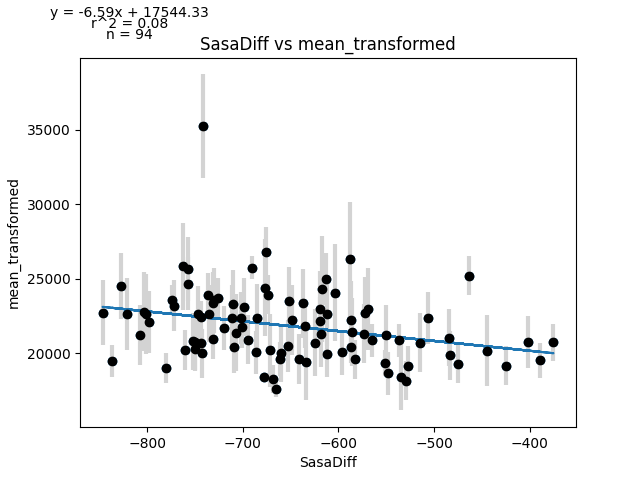 y = -6.59x + 17544.33
r^2 = 0.08
n = 94
SasaDiff vs mean_transformed
35000
30000
25000
20000
mean_transformed
−800 −700 −600 −500 −400
SasaDiff